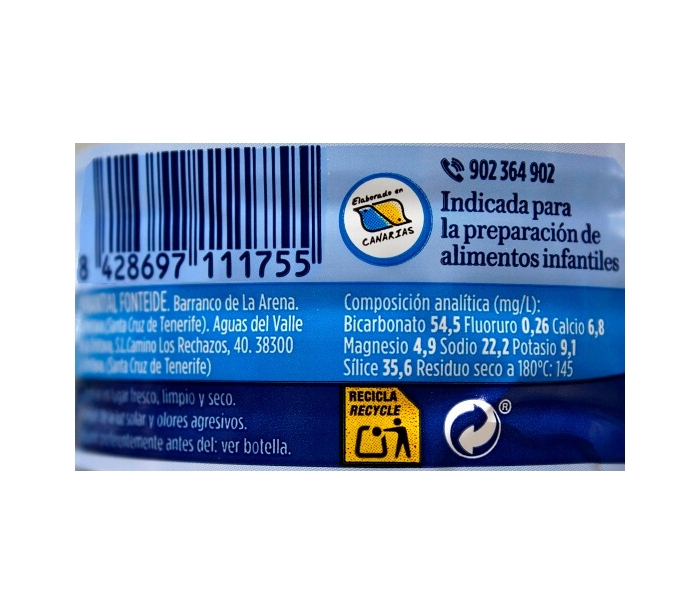 8 428697 111755
Elaborado en
CANARIAS
902 364 902
Indicada para
la preparación de
alimentos infantiles
FONTEIDE. Barranco de La Arena.
(Santa Cruz de Tenerife). Aguas del Valle
S.L.Camino Los Rechazos, 40. 38300
(Santa Cruz de Tenerife)
Composición analítica (mg/L):
Bicarbonato 54,5 Fluoruro 0,26 Calcio 6,8
Magnesio 4,9 Sodio 22,2 Potasio 9,1
Sílice 35,6 Residuo seco a 180ºC: 145
lugar fresco, limpio y seco.
solar y olores agresivos.
antes del: ver botella.
RECICLA
RECYCLE
®